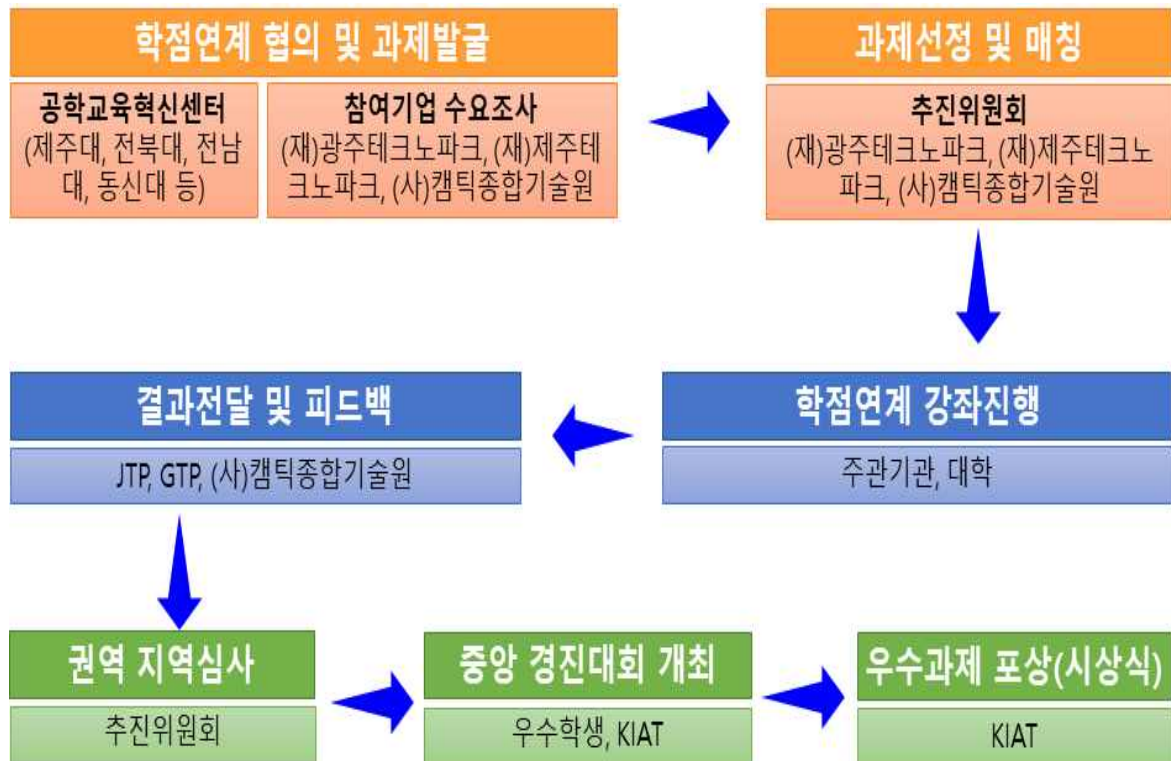 학점연계 협의 및 과제발굴
공학교육혁신센터
(제주대, 전북대, 전남
대, 동신대 등)
참여기업 수요조사
(재)광주테크노파크, (재)제주테
크노파크, (사)캠틱종합기술원
과제선정 및 매칭
추진위원회
(재)광주테크노파크, (재)제주테크노
파크, (사)캠틱종합기술원
학점연계 강좌진행
주관기관, 대학
결과전달 및 피드백
JTP, GTP, (사)캠틱종합기술원
권역 지역심사
추진위원회
중앙 경진대회 개최
우수학생, KIAT
우수과제 포상(시상식)
KIAT